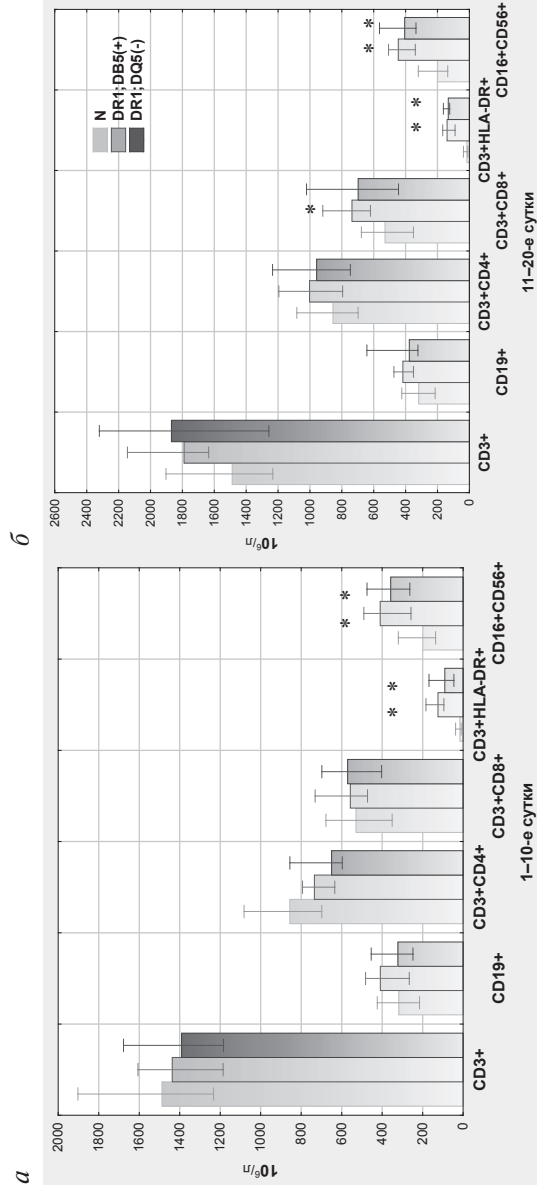 а
2000
1800
1600
1400
1200
1000
800
600
400
200
0
10⁶/л
CD3+
CD19+
CD3+CD4+
CD3+CD8+
CD3+HLA-DR+
CD16+CD56+
* *
* *
1–10-е сутки
б
2600
2400
2200
2000
1800
1600
1400
1200
1000
800
600
400
200
0
10⁶/л
N
DR1;DB5(+)
DR1;DQ5(-)
CD3+
CD19+
CD3+CD4+
CD3+CD8+
CD3+HLA-DR+
CD16+CD56+
*
* *
* *
11–20-е сутки